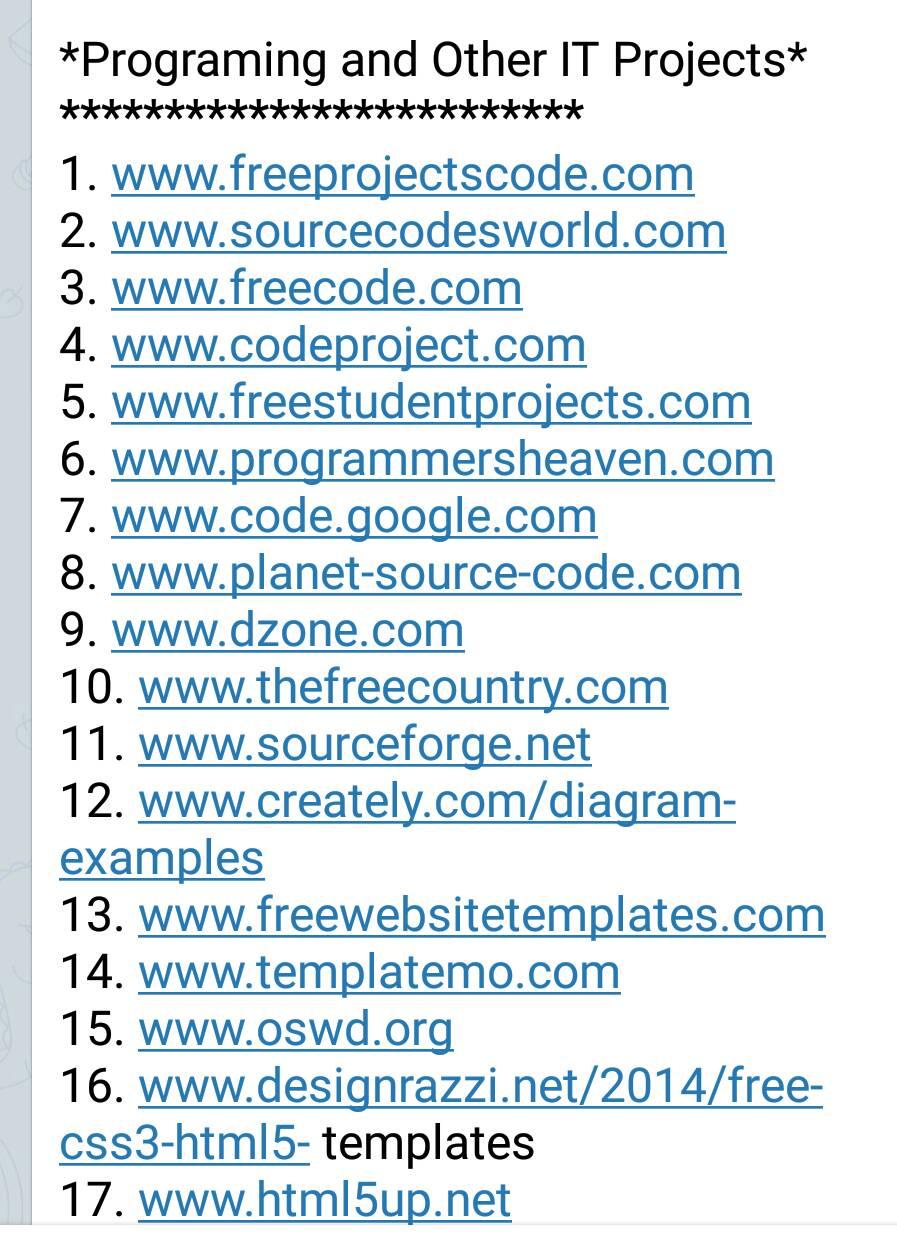 *Programing and Other IT Projects*
*************************
1. www.freeprojectscode.com
2. www.sourcecodesworld.com
3. www.freecode.com
4. www.codeproject.com
5. www.freestudentprojects.com
6. www.programmersheaven.com
7. www.code.google.com
8. www.planet-source-code.com
9. www.dzone.com
10. www.thefreecountry.com
11. www.sourceforge.net
12. www.creately.com/diagram-
examples
13. www.freewebsitetemplates.com
14. www.templatemo.com
15. www.oswd.org
16. www.designrazzi.net/2014/free-
css3-html5- templates
17. www.html5up.net